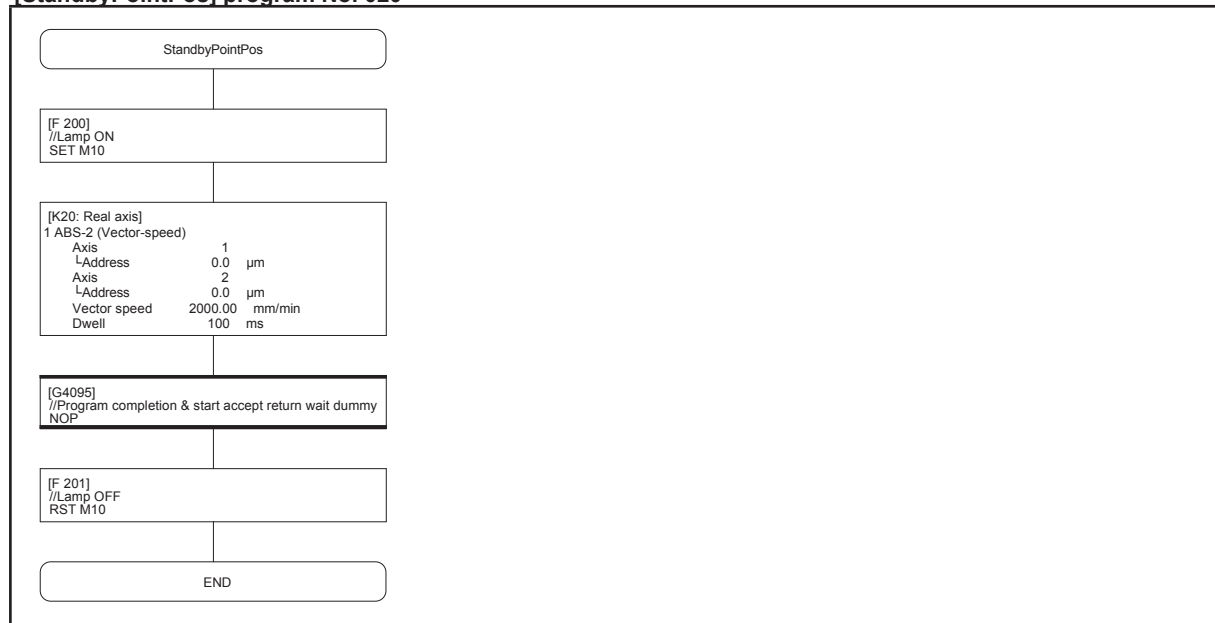 StandbyPointPos
[F 200]
//Lamp ON
SET M10
[K20: Real axis]
1 ABS-2 (Vector-speed)
Axis 1
└Address 0.0 µm
Axis 2
└Address 0.0 µm
Vector speed 2000.00 mm/min
Dwell 100 ms
[G4095]
//Program completion & start accept return wait dummy
NOP
[F 201]
//Lamp OFF
RST M10
END